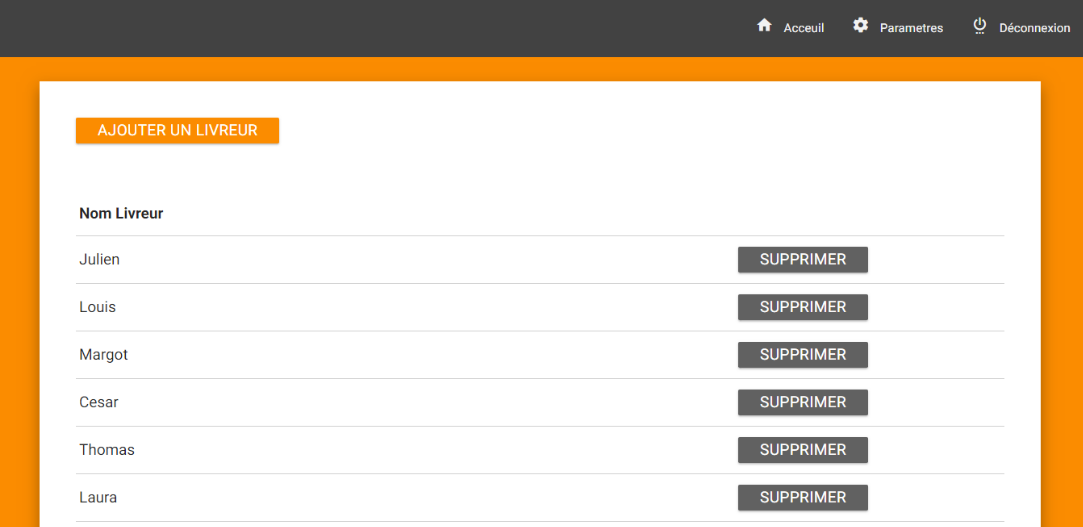 Acceuil Parametres Déconnexion
AJOUTER UN LIVREUR
Nom Livreur
Julien SUPPRIMER
Louis SUPPRIMER
Margot SUPPRIMER
Cesar SUPPRIMER
Thomas SUPPRIMER
Laura SUPPRIMER